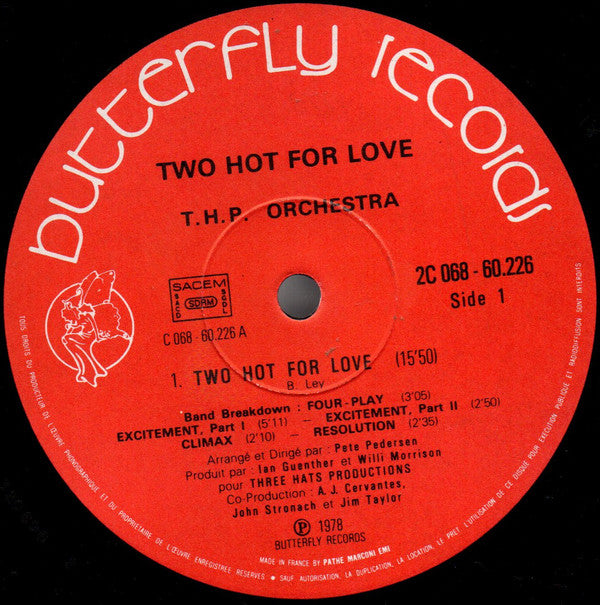 butterfly records
TWO HOT FOR LOVE
T.H.P. ORCHESTRA
SACEM
SACD
SDRM
SGDL
2C 068 - 60.226
Side 1
C 068 - 60.226 A
1. TWO HOT FOR LOVE (15'50)
B. Ley
Band Breakdown : FOUR-PLAY (3'05)
EXCITEMENT, Part I (5'11) — EXCITEMENT, Part II (2'50)
CLIMAX (2'10) — RESOLUTION (2'35)
Arrangé et Dirigé par : Pete Pedersen
Produit par : Ian Guenther et Willi Morrison
pour THREE HATS PRODUCTIONS
Co-Production : A.J. Cervantes,
John Stronach et Jim Taylor
℗ 1978
BUTTERFLY RECORDS
MADE IN FRANCE BY PATHE MARCONI EMI
TOUS DROITS DU PRODUCTEUR DE L'ŒUVRE PHONOGRAPHIQUE ET DU PROPRIETAIRE DE L'ŒUVRE ENREGISTREE RESERVES • SAUF AUTORISATION, LA DUPLICATION, LA LOCATION, LE PRET, L'UTILISATION DE CE DISQUE POUR EXECUTION PUBLIQUE ET RADIODIFFUSION SONT INTERDITS